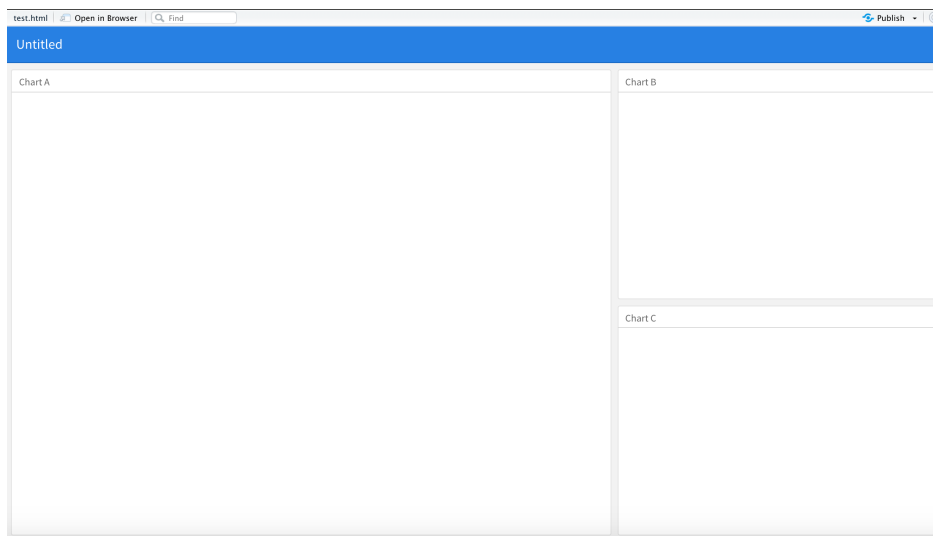 test.html Open in Browser Find Publish
Untitled
Chart A
Chart B
Chart C